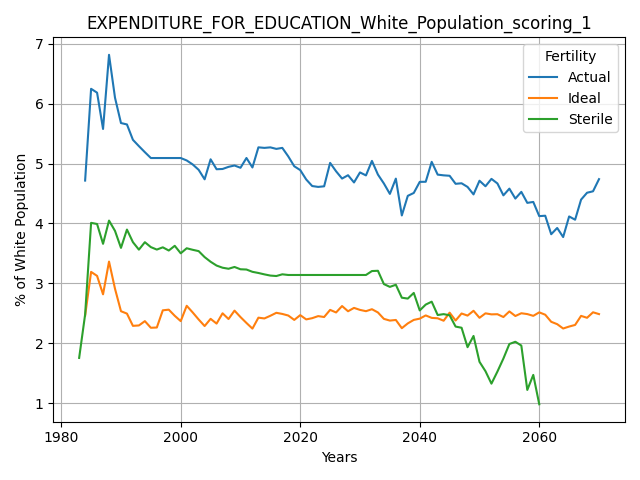 EXPENDITURE_FOR_EDUCATION_White_Population_scoring_1
% of White Population
7
6
5
4
3
2
1
Fertility
Actual
Ideal
Sterile
1980 2000 2020 2040 2060
Years